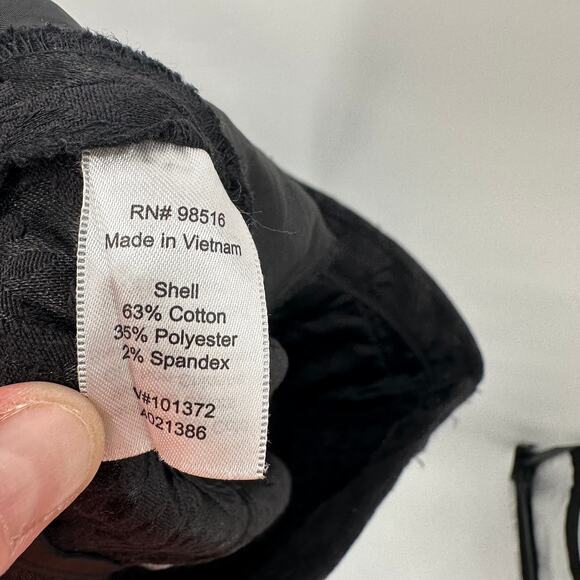 RN# 98516
Made in Vietnam
Shell
63% Cotton
35% Polyester
2% Spandex
V#101372
A021386